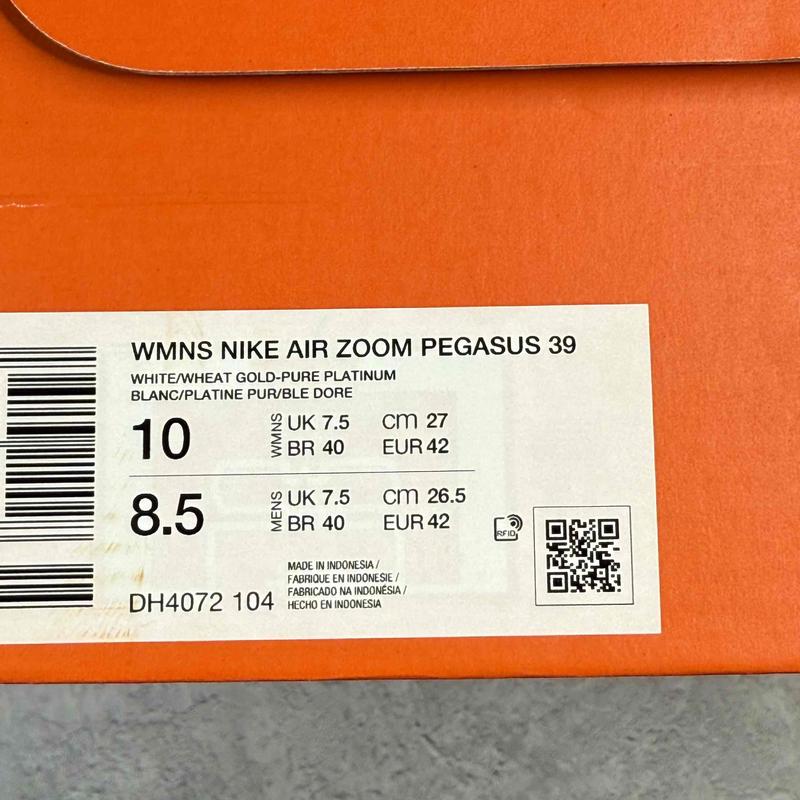 WMNS NIKE AIR ZOOM PEGASUS 39
WHITE/WHEAT GOLD-PURE PLATINUM
BLANC/PLATINE PUR/BLE DORE
10 WMNS UK 7.5 cm 27
BR 40 EUR 42
8.5 MENS UK 7.5 cm 26.5
BR 40 EUR 42
RFID
MADE IN INDONESIA /
FABRIQUE EN INDONESIE /
FABRICADO NA INDONÉSIA /
DH4072 104 HECHO EN INDONESIA